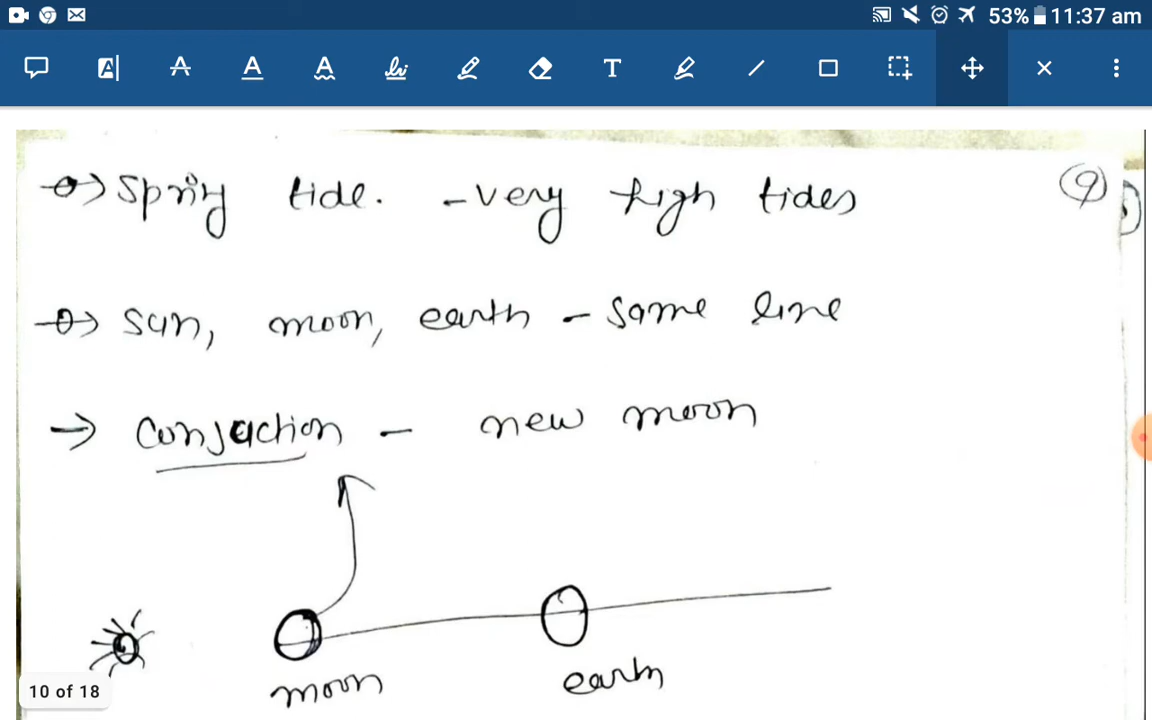 53% 11:37 am
Spring tide. - very high tides 9
sun, moon, earth - same line
conjuction - new moon
moon earth
10 of 18